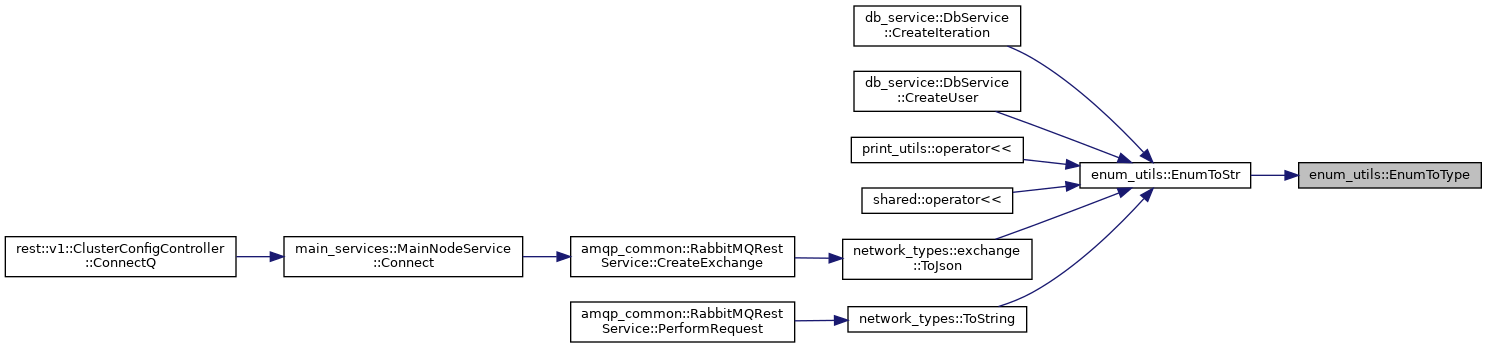 db_service::DbService
::CreateIteration
db_service::DbService
::CreateUser
print_utils::operator<<
enum_utils::EnumToStr
enum_utils::EnumToType
shared::operator<<
rest::v1::ClusterConfigController
::ConnectQ
main_services::MainNodeService
::Connect
amqp_common::RabbitMQRest
Service::CreateExchange
network_types::exchange
::ToJson
amqp_common::RabbitMQRest
Service::PerformRequest
network_types::ToString